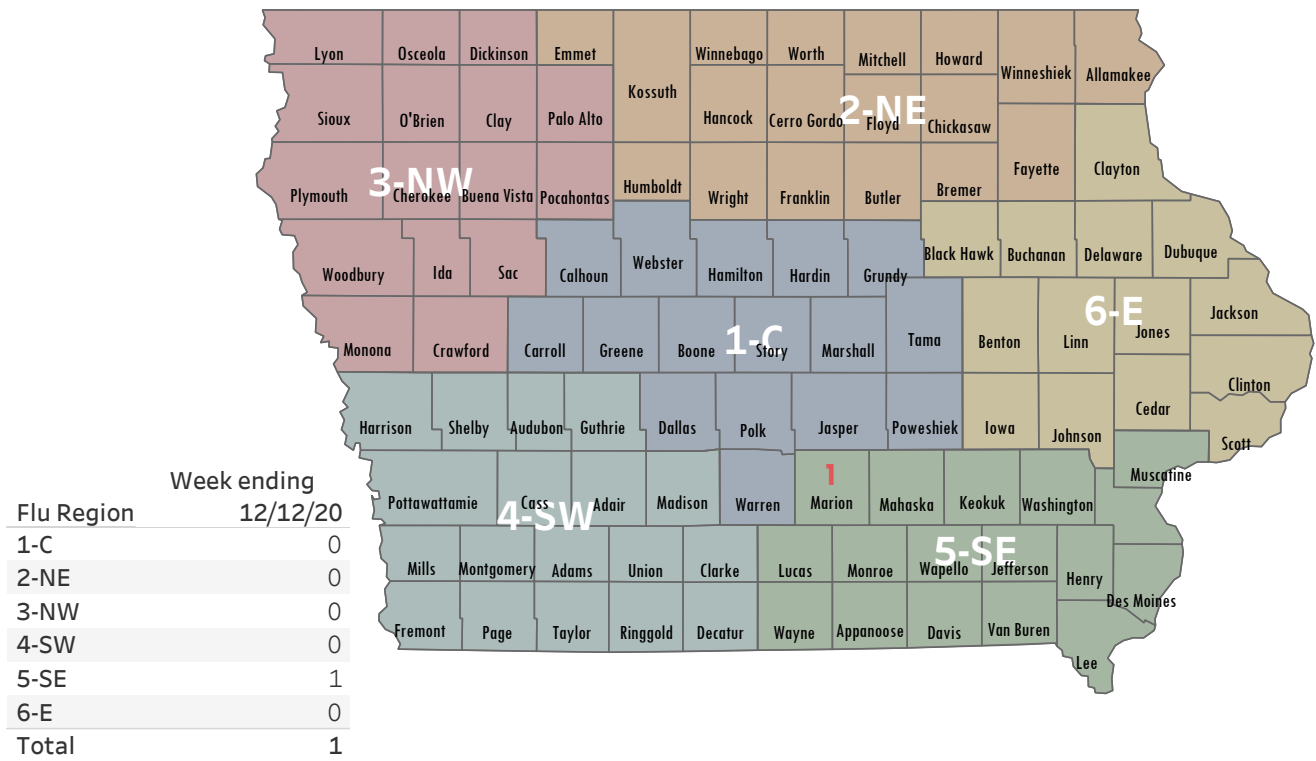 Lyon Osceola Dickinson Emmet Winnebago Worth Mitchell Howard
Winneshiek Allamakee
Kossuth
Sioux O'Brien Clay Palo Alto Hancock Cerro Gordo Floyd Chickasaw
2-NE
Fayette Clayton
3-NW
Plymouth Cherokee Buena Vista Pocahontas Humboldt Wright Franklin Butler Bremer
Woodbury Ida Sac Calhoun Webster Hamilton Hardin Grundy Black Hawk Buchanan Delaware Dubuque
6-E
Jackson
Monona Crawford Carroll Greene Boone Story Marshall Tama Benton Linn Jones
1-C
Clinton
Harrison Shelby Audubon Guthrie Dallas Polk Jasper Poweshiek Iowa Johnson Cedar
Scott
Muscatine
1
Pottawattamie Cass Adair Madison Warren Marion Mahaska Keokuk Washington
4-SW
5-SE
Mills Montgomery Adams Union Clarke Lucas Monroe Wapello Jefferson Henry
Des Moines
Fremont Page Taylor Ringgold Decatur Wayne Appanoose Davis Van Buren
Lee
Week ending
Flu Region 12/12/20
1-C 0
2-NE 0
3-NW 0
4-SW 0
5-SE 1
6-E 0
Total 1